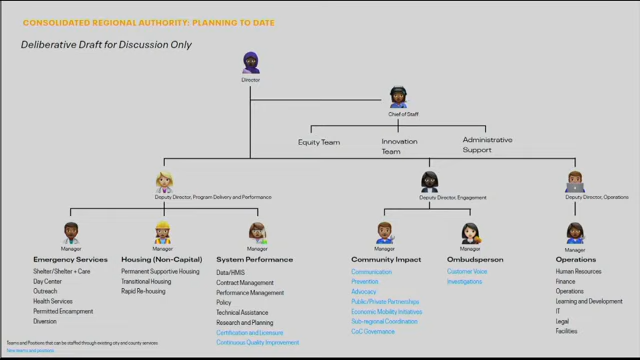 CONSOLIDATED REGIONAL AUTHORITY: PLANNING TO DATE
Deliberative Draft for Discussion Only
Director
Chief of Staff
Equity Team
Innovation
Team
Administrative
Support
Deputy Director, Program Delivery and Performance
Deputy Director, Engagement
Deputy Director, Operations
Manager
Manager
Manager
Manager
Manager
Manager
Emergency Services
Shelter/Shelter + Care
Day Center
Outreach
Health Services
Permitted Encampment
Diversion
Housing (Non-Capital)
Permanent Supportive Housing
Transitional Housing
Rapid Re-housing
System Performance
Data/HMIS
Contract Management
Performance Management
Policy
Technical Assistance
Research and Planning
Certification and Licensure
Continuous Quality Improvement
Community Impact
Communication
Prevention
Advocacy
Public/Private Partnerships
Economic Mobility Initiatives
Sub-regional Coordination
CoC Governance
Ombudsperson
Customer Voice
Investigations
Operations
Human Resources
Finance
Operations
Learning and Development
IT
Legal
Facilities
Teams and Positions that can be staffed through existing city and county services
New teams and positions